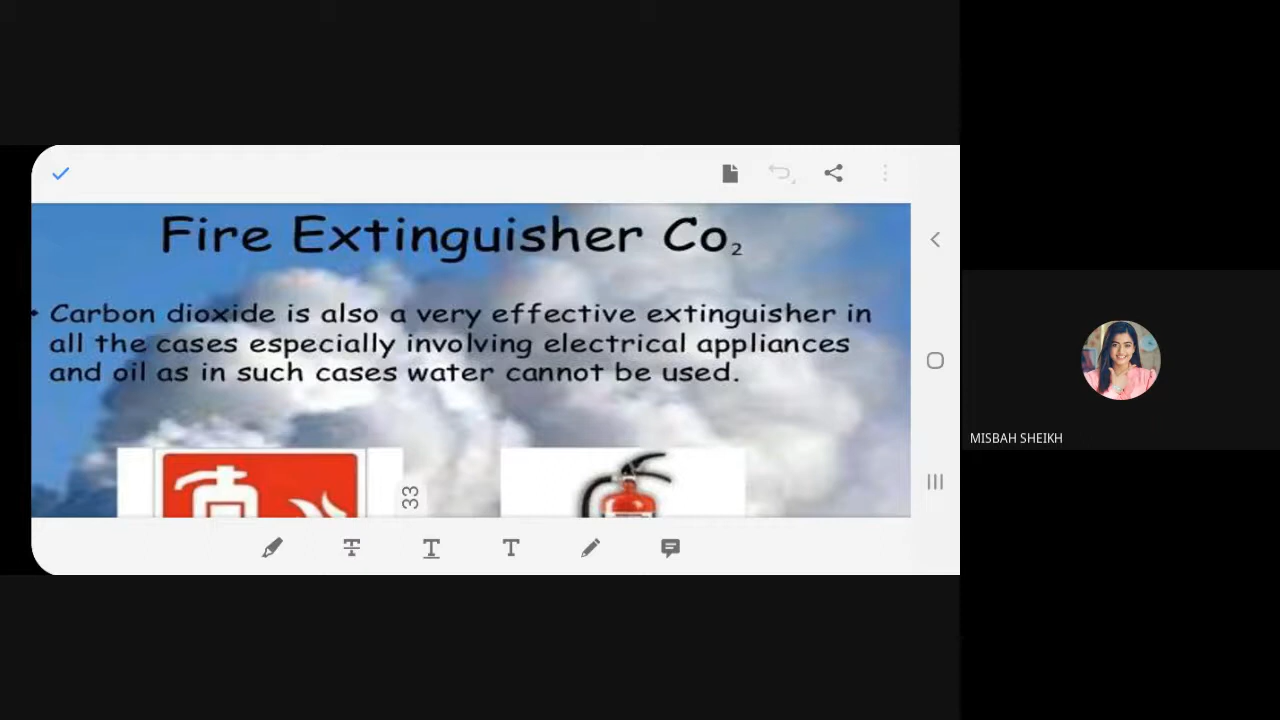 Fire Extinguisher Co₂
• Carbon dioxide is also a very effective extinguisher in
all the cases especially involving electrical appliances
and oil as in such cases water cannot be used.
33
T
T
T
MISBAH SHEIKH